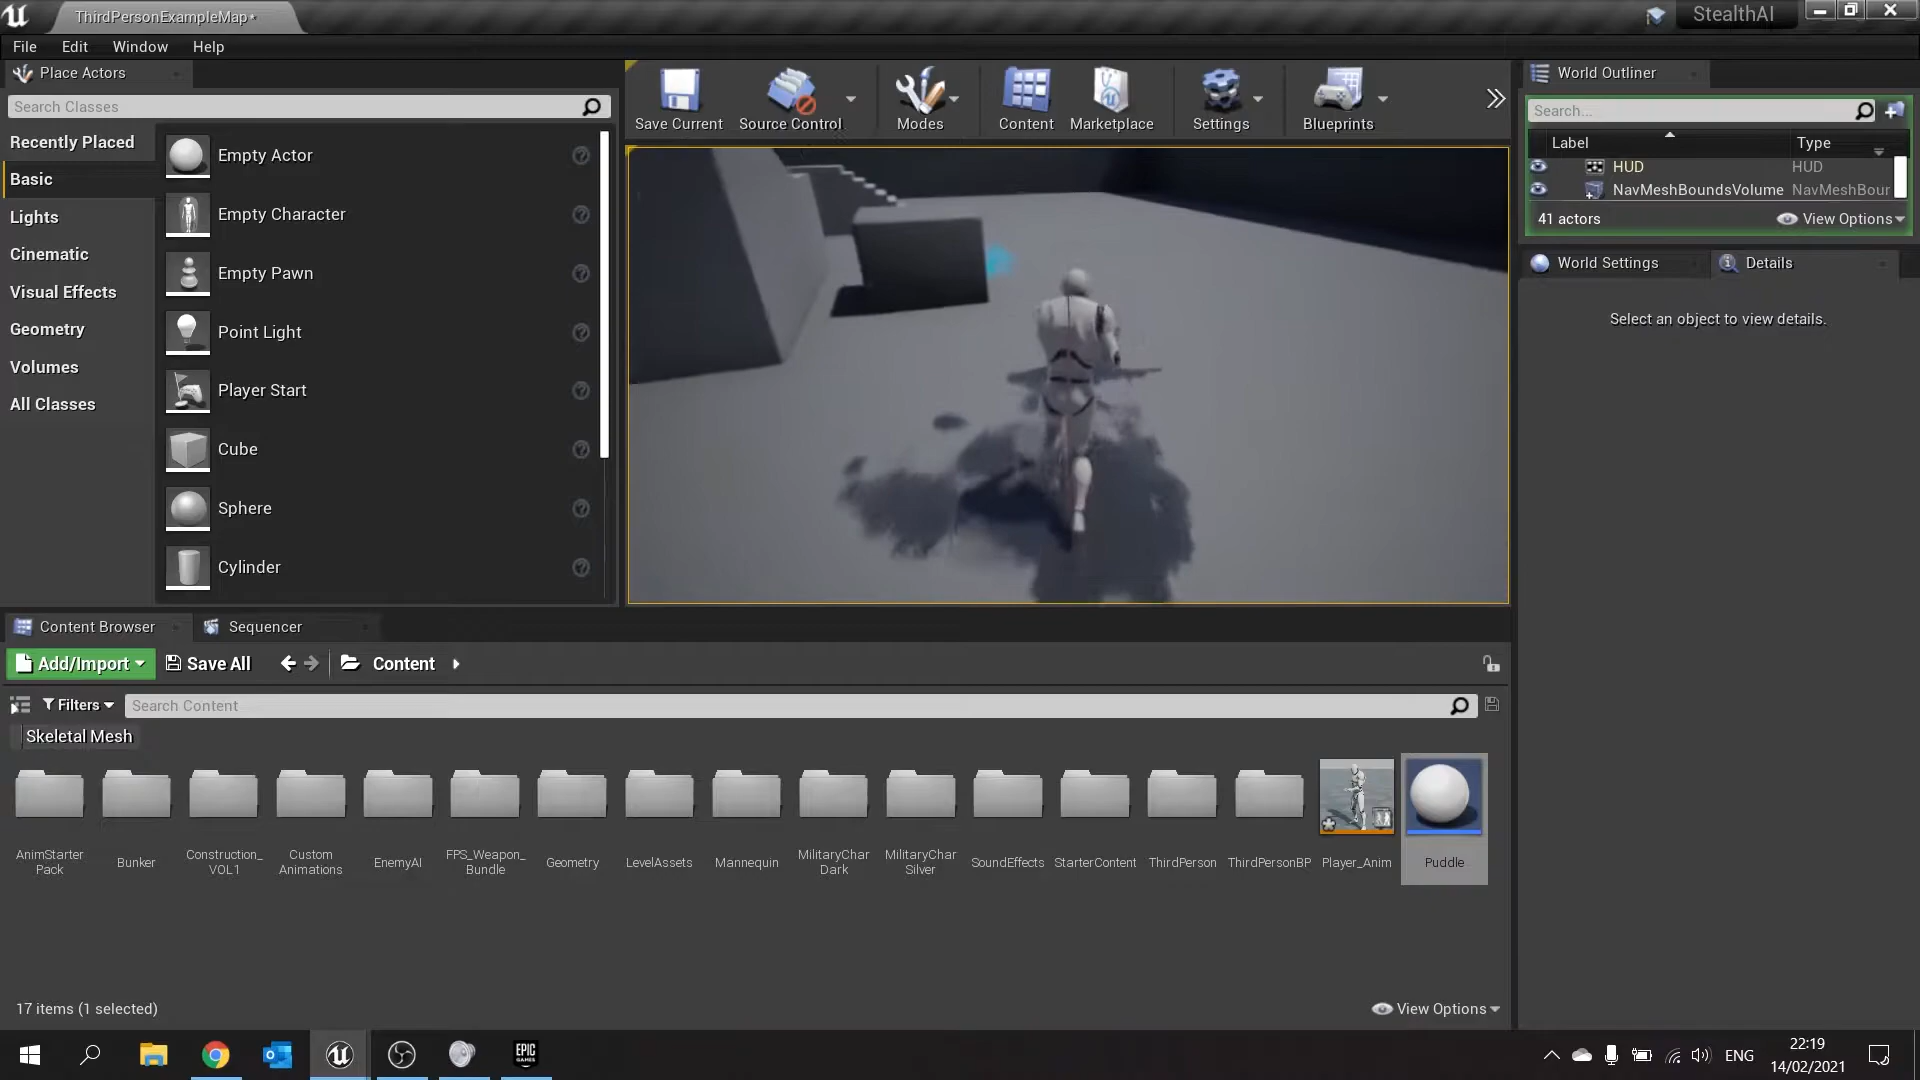 ThirdPersonExampleMap*
StealthAI
File
Edit
Window
Help
Place Actors
Search Classes
Recently Placed
Basic
Lights
Cinematic
Visual Effects
Geometry
Volumes
All Classes
Empty Actor
Empty Character
Empty Pawn
Point Light
Player Start
Cube
Sphere
Cylinder
Save Current
Source Control
Modes
Content
Marketplace
Settings
Blueprints
World Outliner
Search...
Label
Type
HUD
HUD
NavMeshBoundsVolume
NavMeshBour
41 actors
View Options
World Settings
Details
Select an object to view details.
Content Browser
Sequencer
Add/Import
Save All
Content
Filters
Search Content
Skeletal Mesh
AnimStarter
Pack
Bunker
Construction_
VOL1
Custom
Animations
EnemyAI
FPS_Weapon_
Bundle
Geometry
LevelAssets
Mannequin
MilitaryChar
Dark
MilitaryChar
Silver
SoundEffects
StarterContent
ThirdPerson
ThirdPersonBP
Player_Anim
Puddle
17 items (1 selected)
View Options
EPIC
GAMES
ENG
22:19
14/02/2021